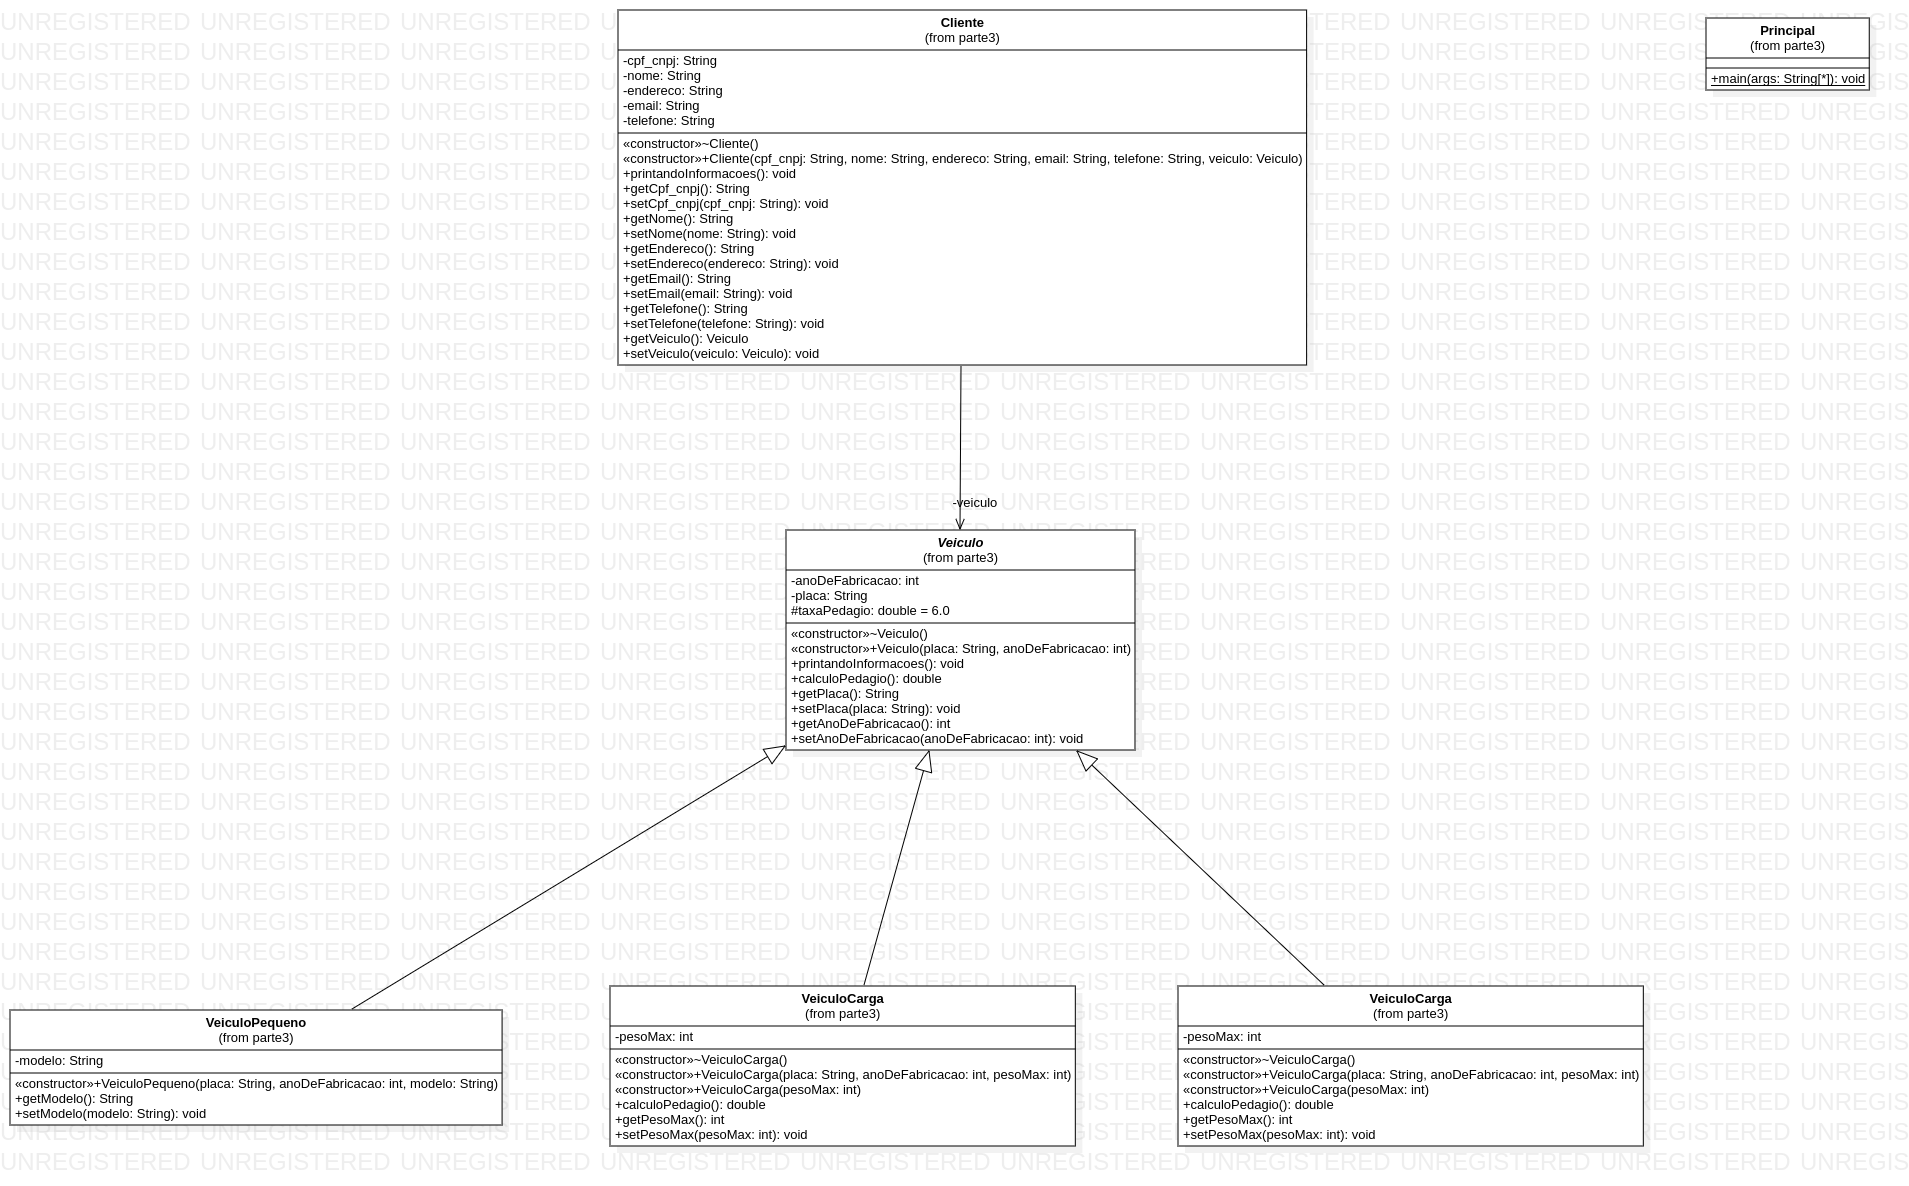 Cliente
(from parte3)
-cpf_cnpj: String
-nome: String
-endereco: String
-email: String
-telefone: String
«constructor»~Cliente()
«constructor»+Cliente(cpf_cnpj: String, nome: String, endereco: String, email: String, telefone: String, veiculo: Veiculo)
+printandoInformacoes(): void
+getCpf_cnpj(): String
+setCpf_cnpj(cpf_cnpj: String): void
+getNome(): String
+setNome(nome: String): void
+getEndereco(): String
+setEndereco(endereco: String): void
+getEmail(): String
+setEmail(email: String): void
+getTelefone(): String
+setTelefone(telefone: String): void
+getVeiculo(): Veiculo
+setVeiculo(veiculo: Veiculo): void
Principal
(from parte3)
+main(args: String[*]): void
-veiculo
Veiculo
(from parte3)
-anoDeFabricacao: int
-placa: String
#taxaPedagio: double = 6.0
«constructor»~Veiculo()
«constructor»+Veiculo(placa: String, anoDeFabricacao: int)
+printandoInformacoes(): void
+calculoPedagio(): double
+getPlaca(): String
+setPlaca(placa: String): void
+getAnoDeFabricacao(): int
+setAnoDeFabricacao(anoDeFabricacao: int): void
VeiculoPequeno
(from parte3)
-modelo: String
«constructor»+VeiculoPequeno(placa: String, anoDeFabricacao: int, modelo: String)
+getModelo(): String
+setModelo(modelo: String): void
VeiculoCarga
(from parte3)
-pesoMax: int
«constructor»~VeiculoCarga()
«constructor»+VeiculoCarga(placa: String, anoDeFabricacao: int, pesoMax: int)
«constructor»+VeiculoCarga(pesoMax: int)
+calculoPedagio(): double
+getPesoMax(): int
+setPesoMax(pesoMax: int): void
VeiculoCarga
(from parte3)
-pesoMax: int
«constructor»~VeiculoCarga()
«constructor»+VeiculoCarga(placa: String, anoDeFabricacao: int, pesoMax: int)
«constructor»+VeiculoCarga(pesoMax: int)
+calculoPedagio(): double
+getPesoMax(): int
+setPesoMax(pesoMax: int): void
UNREGISTERED